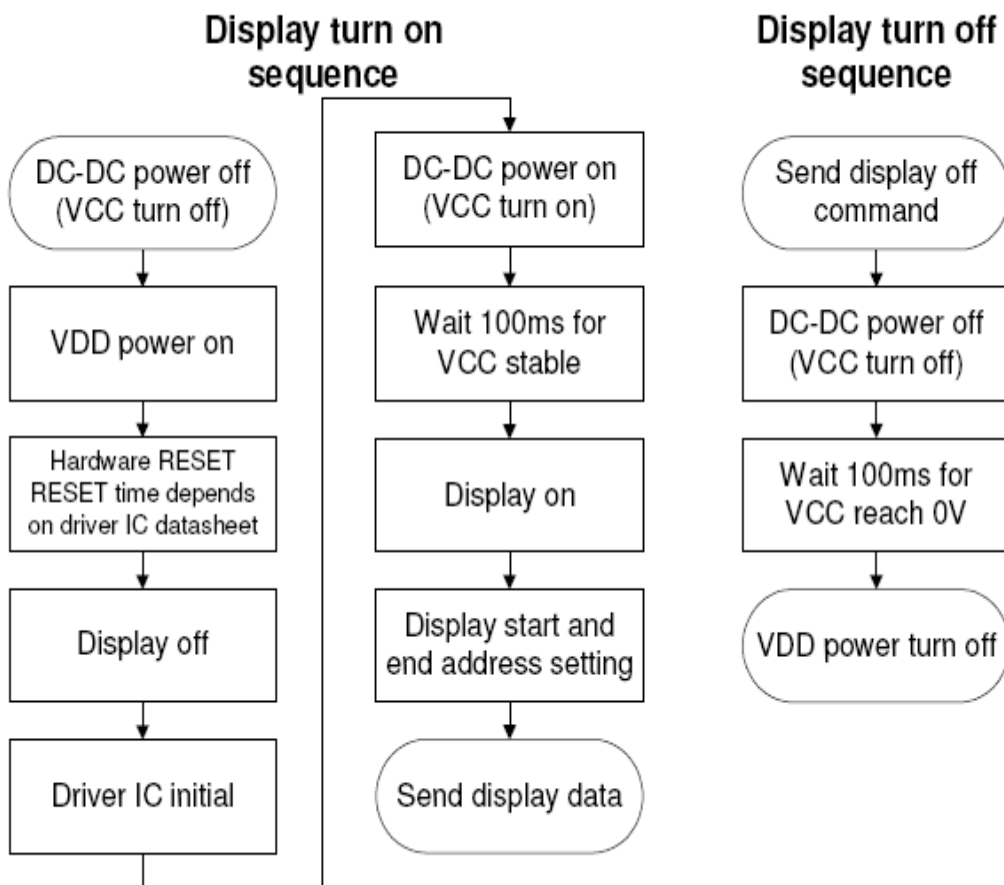 Display turn on
sequence
DC-DC power off
(VCC turn off)
VDD power on
Hardware RESET
RESET time depends
on driver IC datasheet
Display off
Driver IC initial
DC-DC power on
(VCC turn on)
Wait 100ms for
VCC stable
Display on
Display start and
end address setting
Send display data
Display turn off
sequence
Send display off
command
DC-DC power off
(VCC turn off)
Wait 100ms for
VCC reach 0V
VDD power turn off